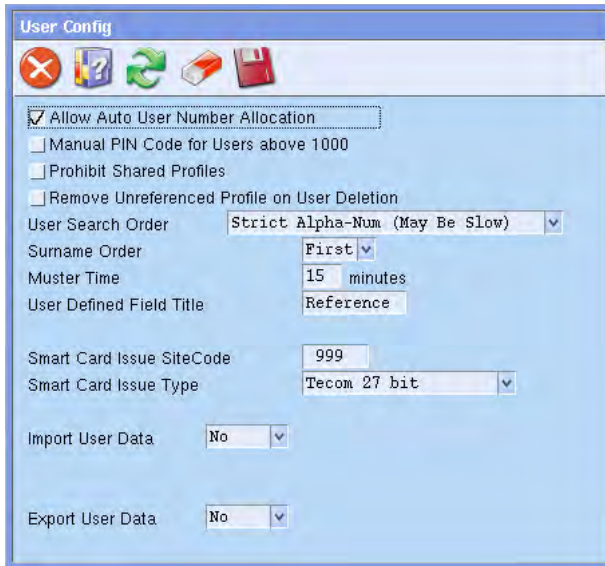 User Config
Allow Auto User Number Allocation
Manual PIN Code for Users above 1000
Prohibit Shared Profiles
Remove Unreferenced Profile on User Deletion
User Search Order Strict Alpha-Num (May Be Slow)
Surname Order First
Muster Time 15 minutes
User Defined Field Title Reference
Smart Card Issue SiteCode 999
Smart Card Issue Type Tecom 27 bit
Import User Data No
Export User Data No